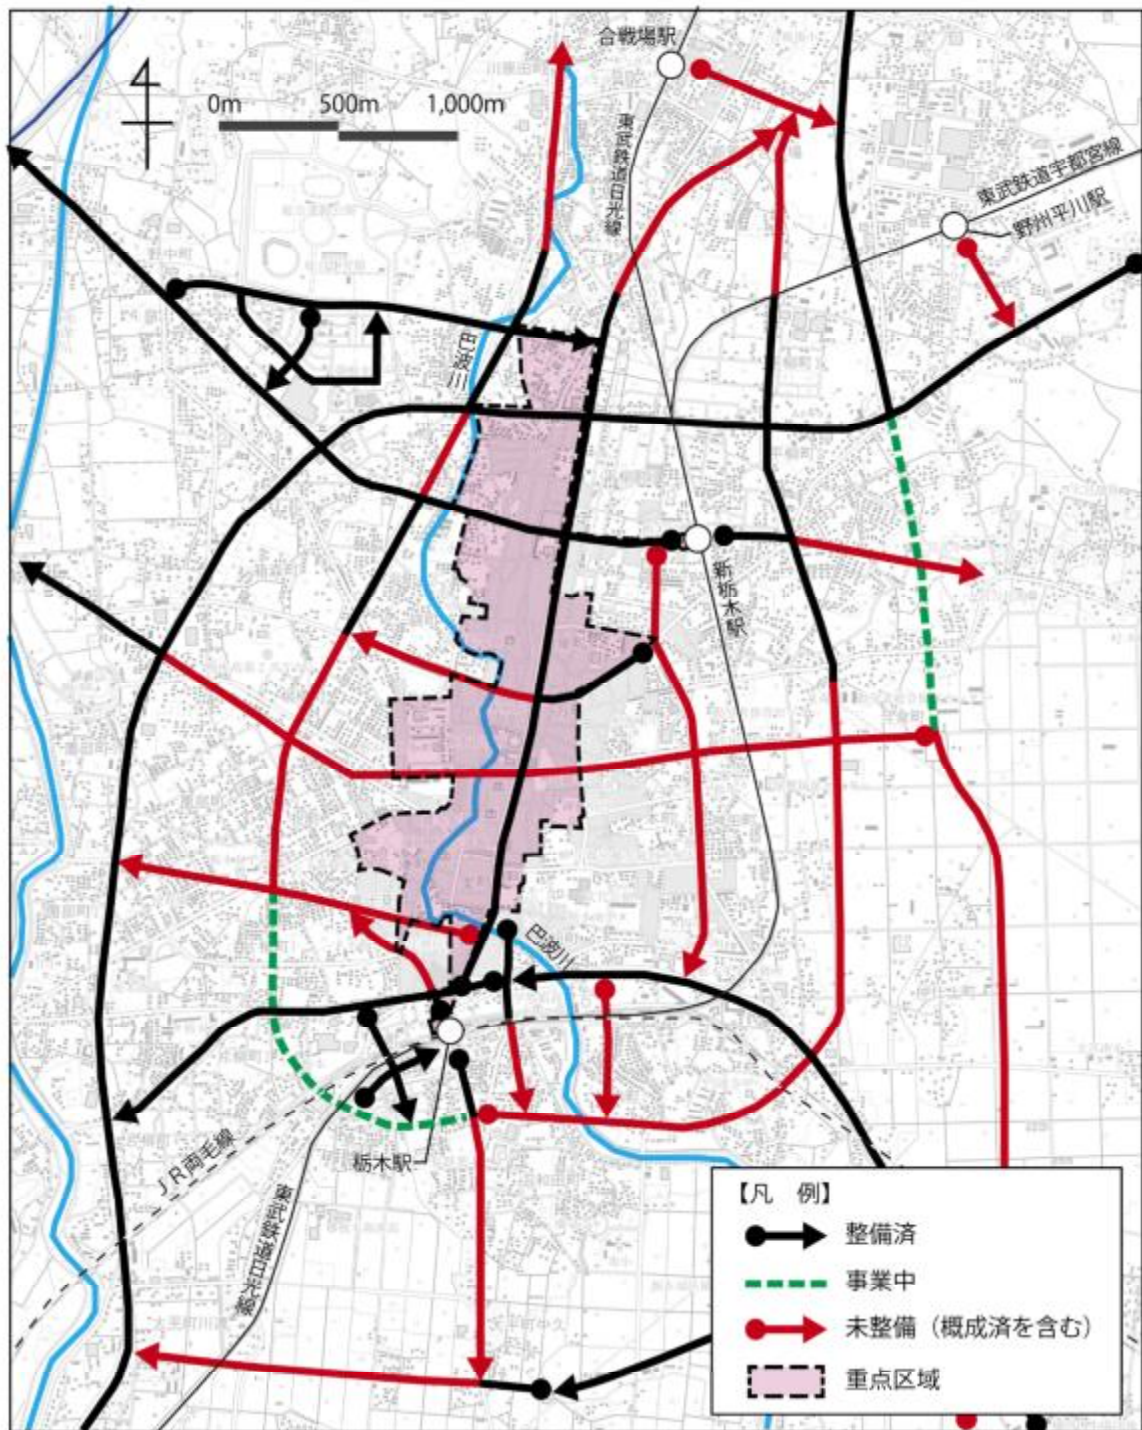 合戦場駅
0m 500m 1,000m
東武鉄道日光線
東武鉄道宇都宮線
野州平川駅
巴波川
新栃木駅
巴波川
栃木駅
JR両毛線
東武鉄道日光線
【凡 例】
整備済
事業中
未整備（概成済を含む）
重点区域